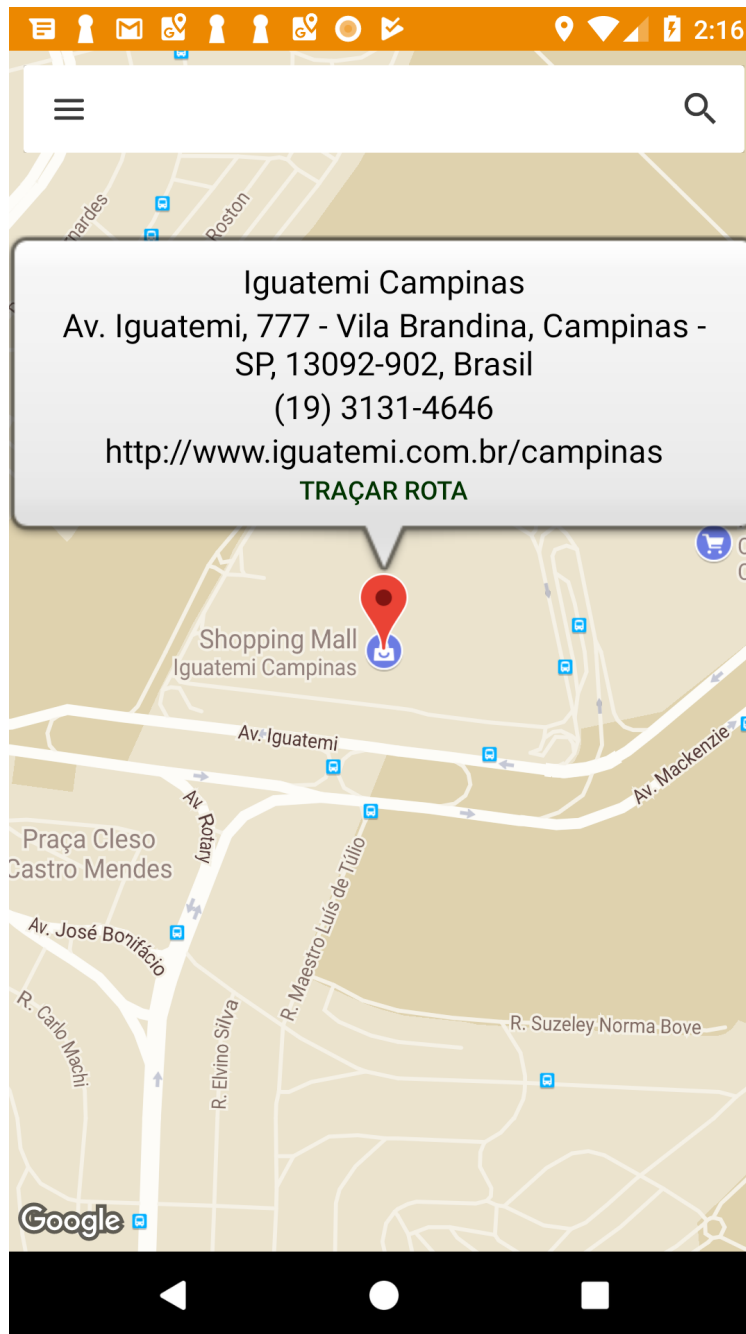 2:16
nardes
Roston
Iguatemi Campinas
Av. Iguatemi, 777 - Vila Brandina, Campinas -
SP, 13092-902, Brasil
(19) 3131-4646
http://www.iguatemi.com.br/campinas
TRAÇAR ROTA
Shopping Mall
Iguatemi Campinas
Av. Iguatemi
Av. Mackenzie
Av. Rotary
Praça Cleso
Castro Mendes
R. Maestro Luís de Túlio
Av. José Bonifácio
R. Carlo Machi
R. Elvino Silva
R. Suzeley Norma Bove
Google